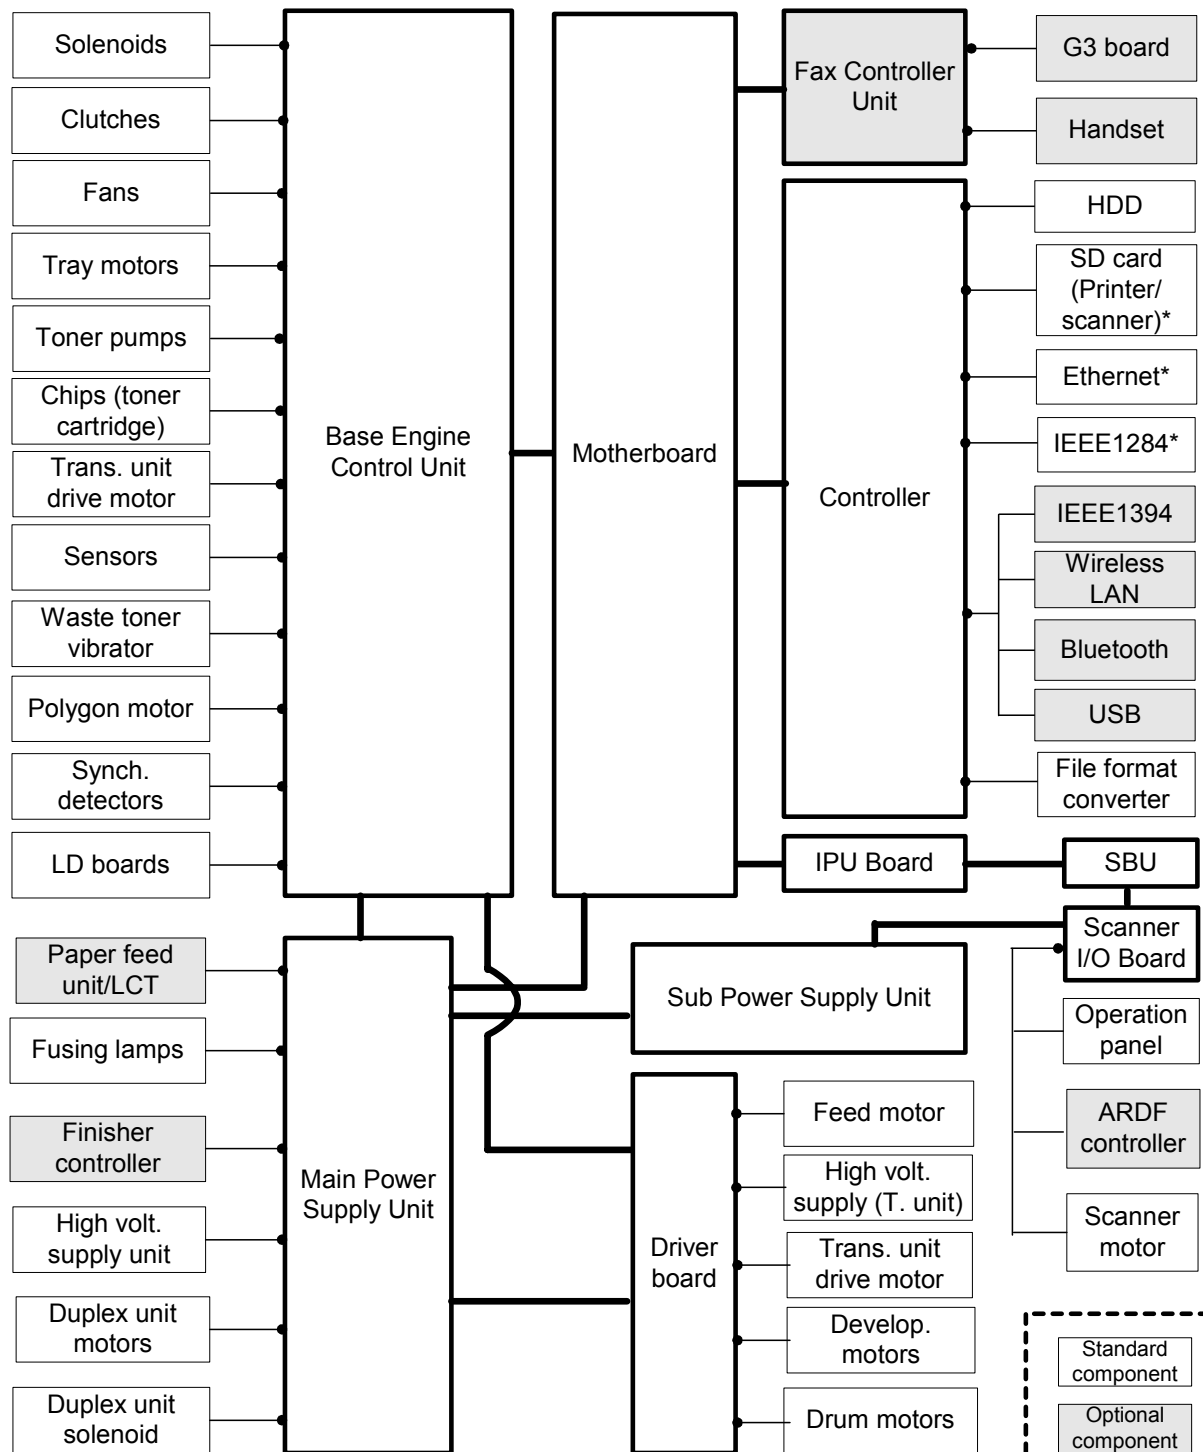 Solenoids
Clutches
Fans
Tray motors
Toner pumps
Chips (toner
cartridge)
Trans. unit
drive motor
Sensors
Waste toner
vibrator
Polygon motor
Synch.
detectors
LD boards
Paper feed
unit/LCT
Fusing lamps
Finisher
controller
High volt.
supply unit
Duplex unit
motors
Duplex unit
solenoid
Base Engine
Control Unit
Main Power
Supply Unit
Motherboard
Fax Controller
Unit
Controller
IPU Board
Sub Power Supply Unit
Driver
board
Feed motor
High volt.
supply (T. unit)
Trans. unit
drive motor
Develop.
motors
Drum motors
G3 board
Handset
HDD
SD card
(Printer/
scanner)*
Ethernet*
IEEE1284*
IEEE1394
Wireless
LAN
Bluetooth
USB
File format
converter
SBU
Scanner
I/O Board
Operation
panel
ARDF
controller
Scanner
motor
Standard
component
Optional
component